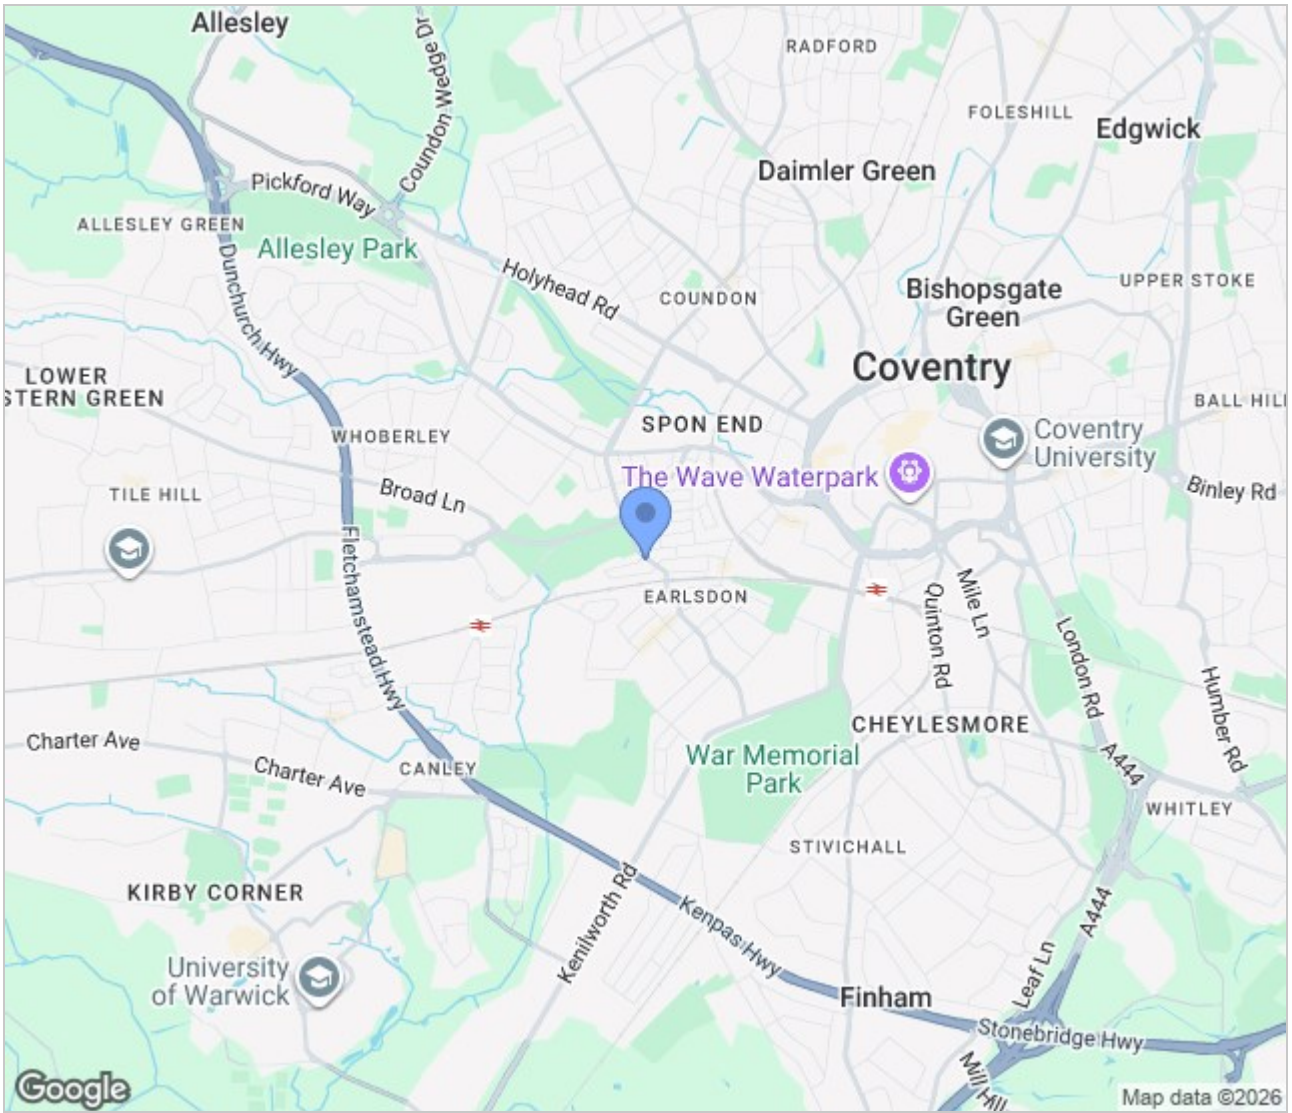 Allesley
Coundon Wedge Dr
RADFORD
FOLESHILL
Edgwick
Daimler Green
Pickford Way
ALLESLEY GREEN
Allesley Park
Dunchurch Hwy
Holyhead Rd
COUNDON
Bishopsgate
Green
UPPER STOKE
Coventry
LOWER
STERN GREEN
BALL HILL
SPON END
WHOBERLEY
Coventry
University
The Wave Waterpark
TILE HILL
Broad Ln
Binley Rd
Fletchamstead Hwy
EARLSDON
Quinton Rd
Mile Ln
London Rd
Humber Rd
CHEYLESMORE
Charter Ave
Charter Ave
CANLEY
War Memorial
Park
A444
WHITLEY
STIVICHALL
KIRBY CORNER
Kenilworth Rd
Kenpas Hwy
A444
Leaf Ln
University
of Warwick
Finham
Stonebridge Hwy
Mill Hill
Google
Map data ©2026